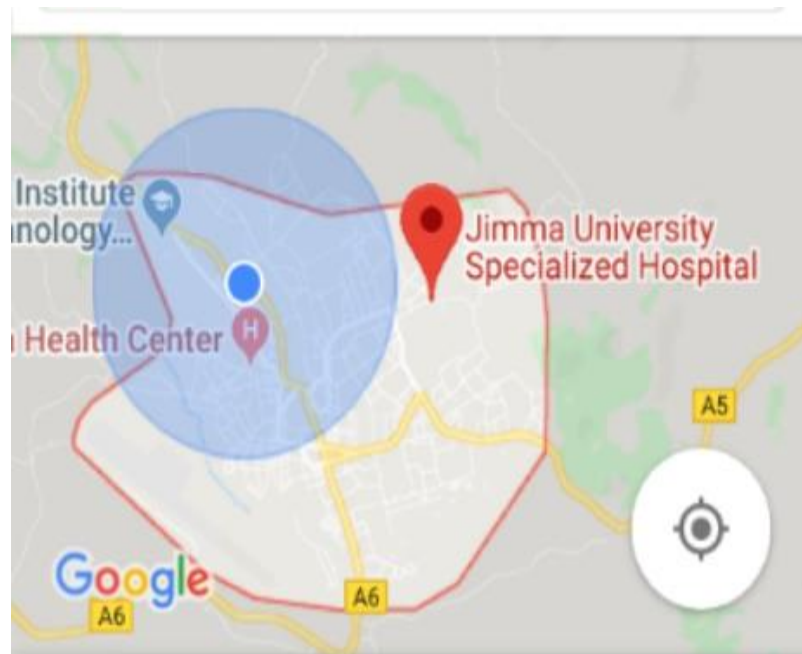 Institute
nology...
Jimma University
Specialized Hospital
Health Center
H
A5
Google
A6
A6